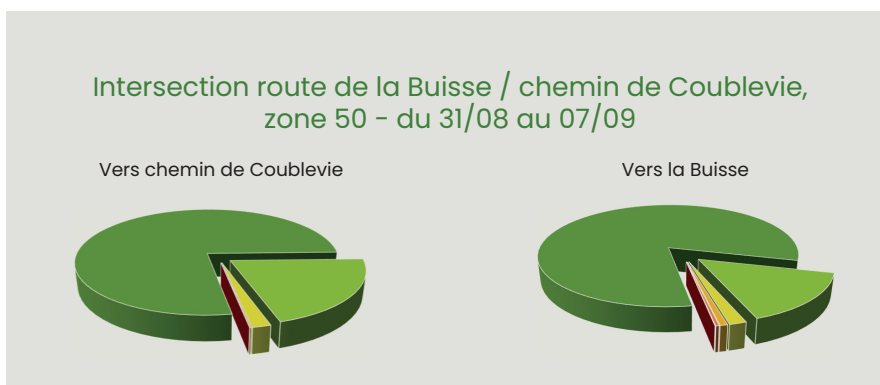 Intersection route de la Buisse / chemin de Coublevie,
zone 50 - du 31/08 au 07/09
Vers chemin de Coublevie
Vers la Buisse